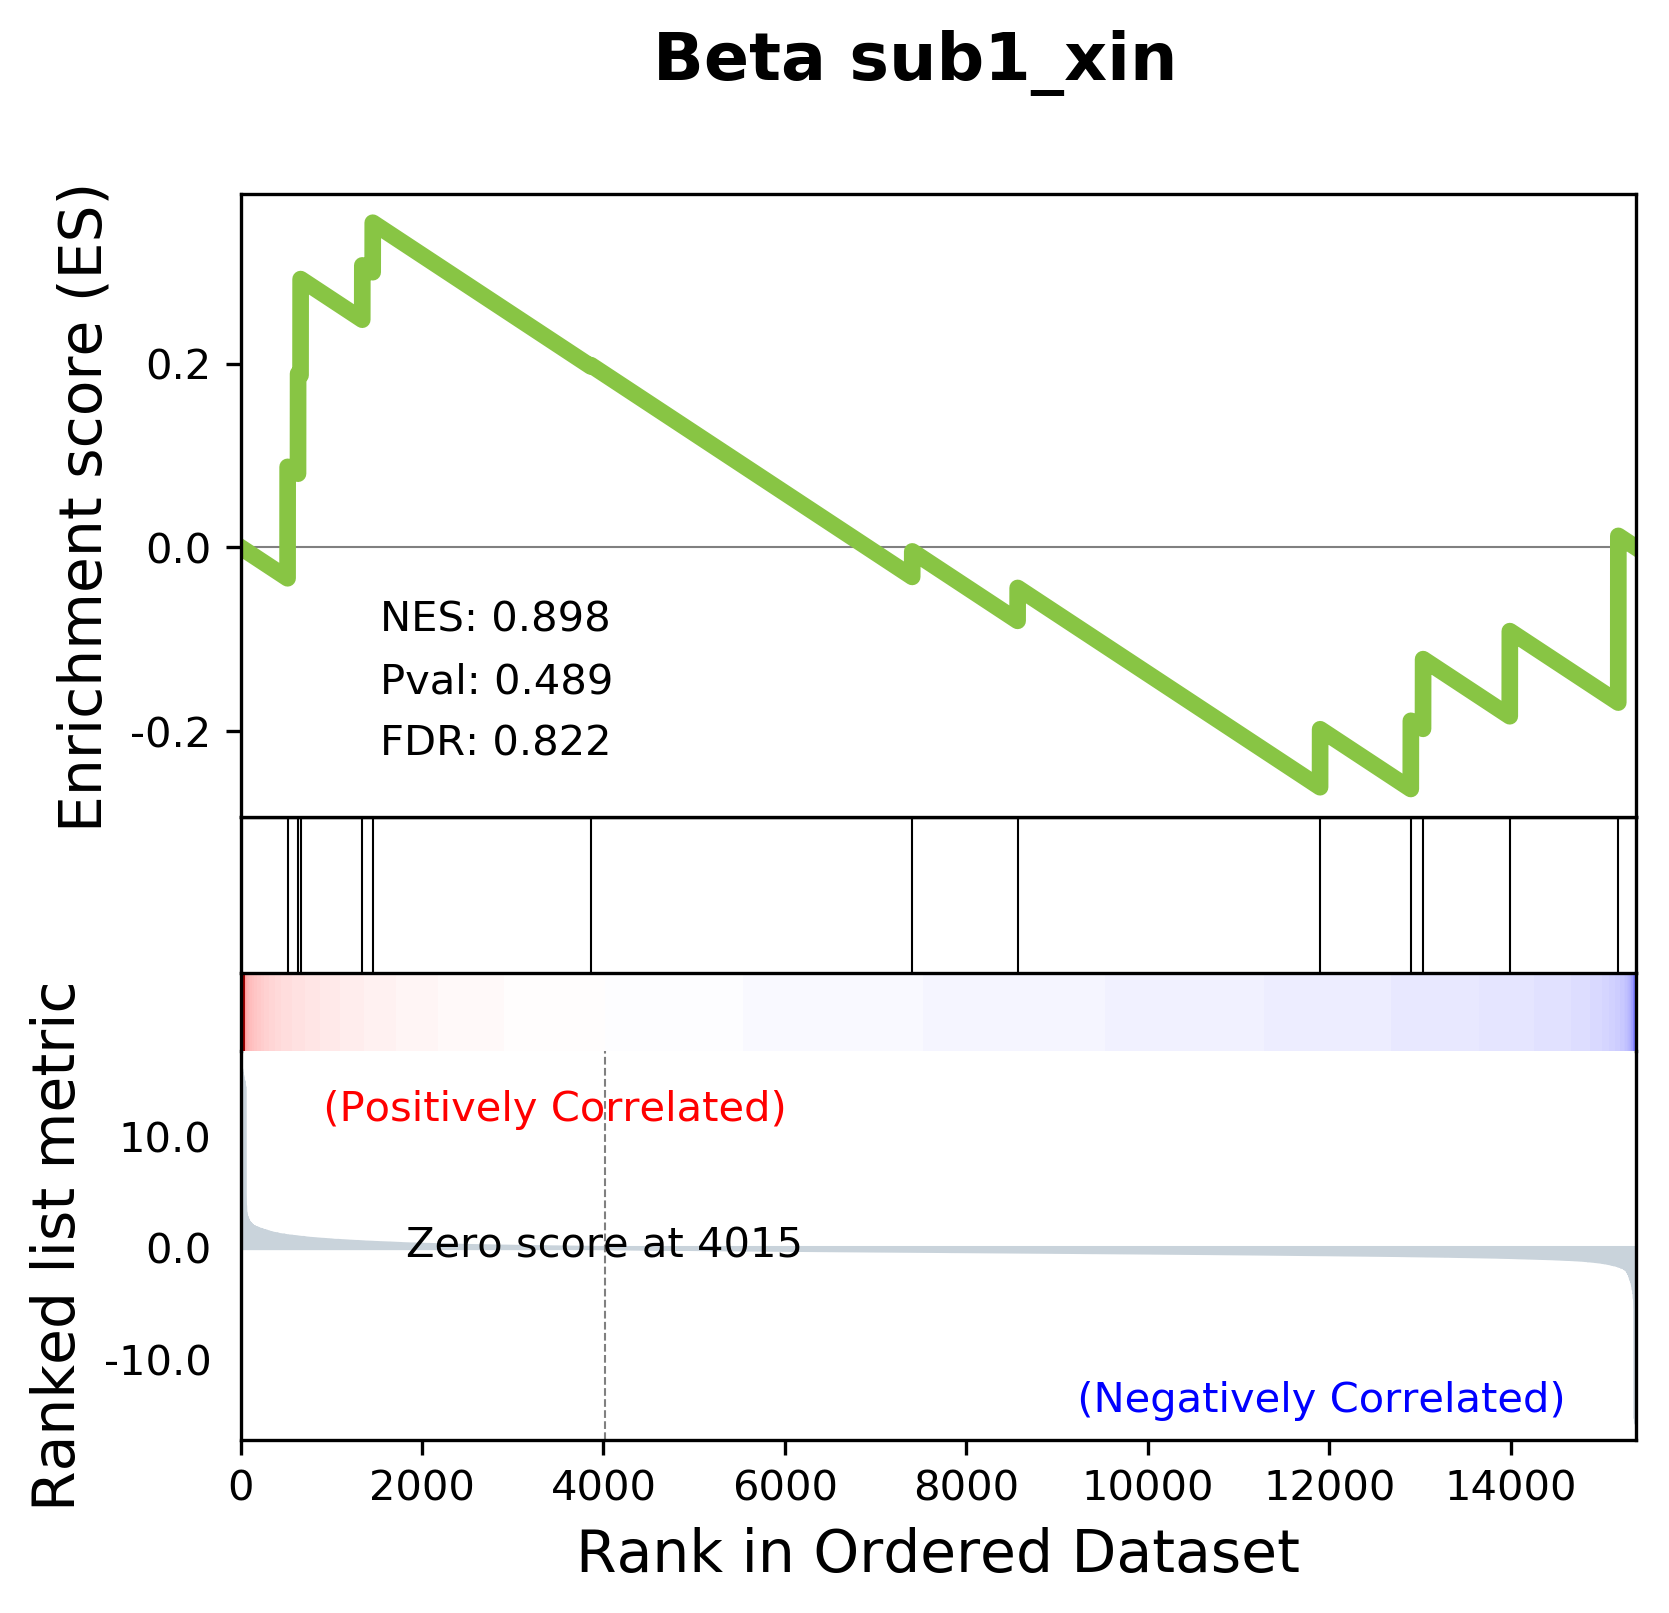 Beta sub1_xin
Enrichment score (ES)
0.2
0.0
-0.2
NES: 0.898
Pval: 0.489
FDR: 0.822
Ranked list metric
10.0
0.0
-10.0
(Positively Correlated)
Zero score at 4015
(Negatively Correlated)
0 2000 4000 6000 8000 10000 12000 14000
Rank in Ordered Dataset